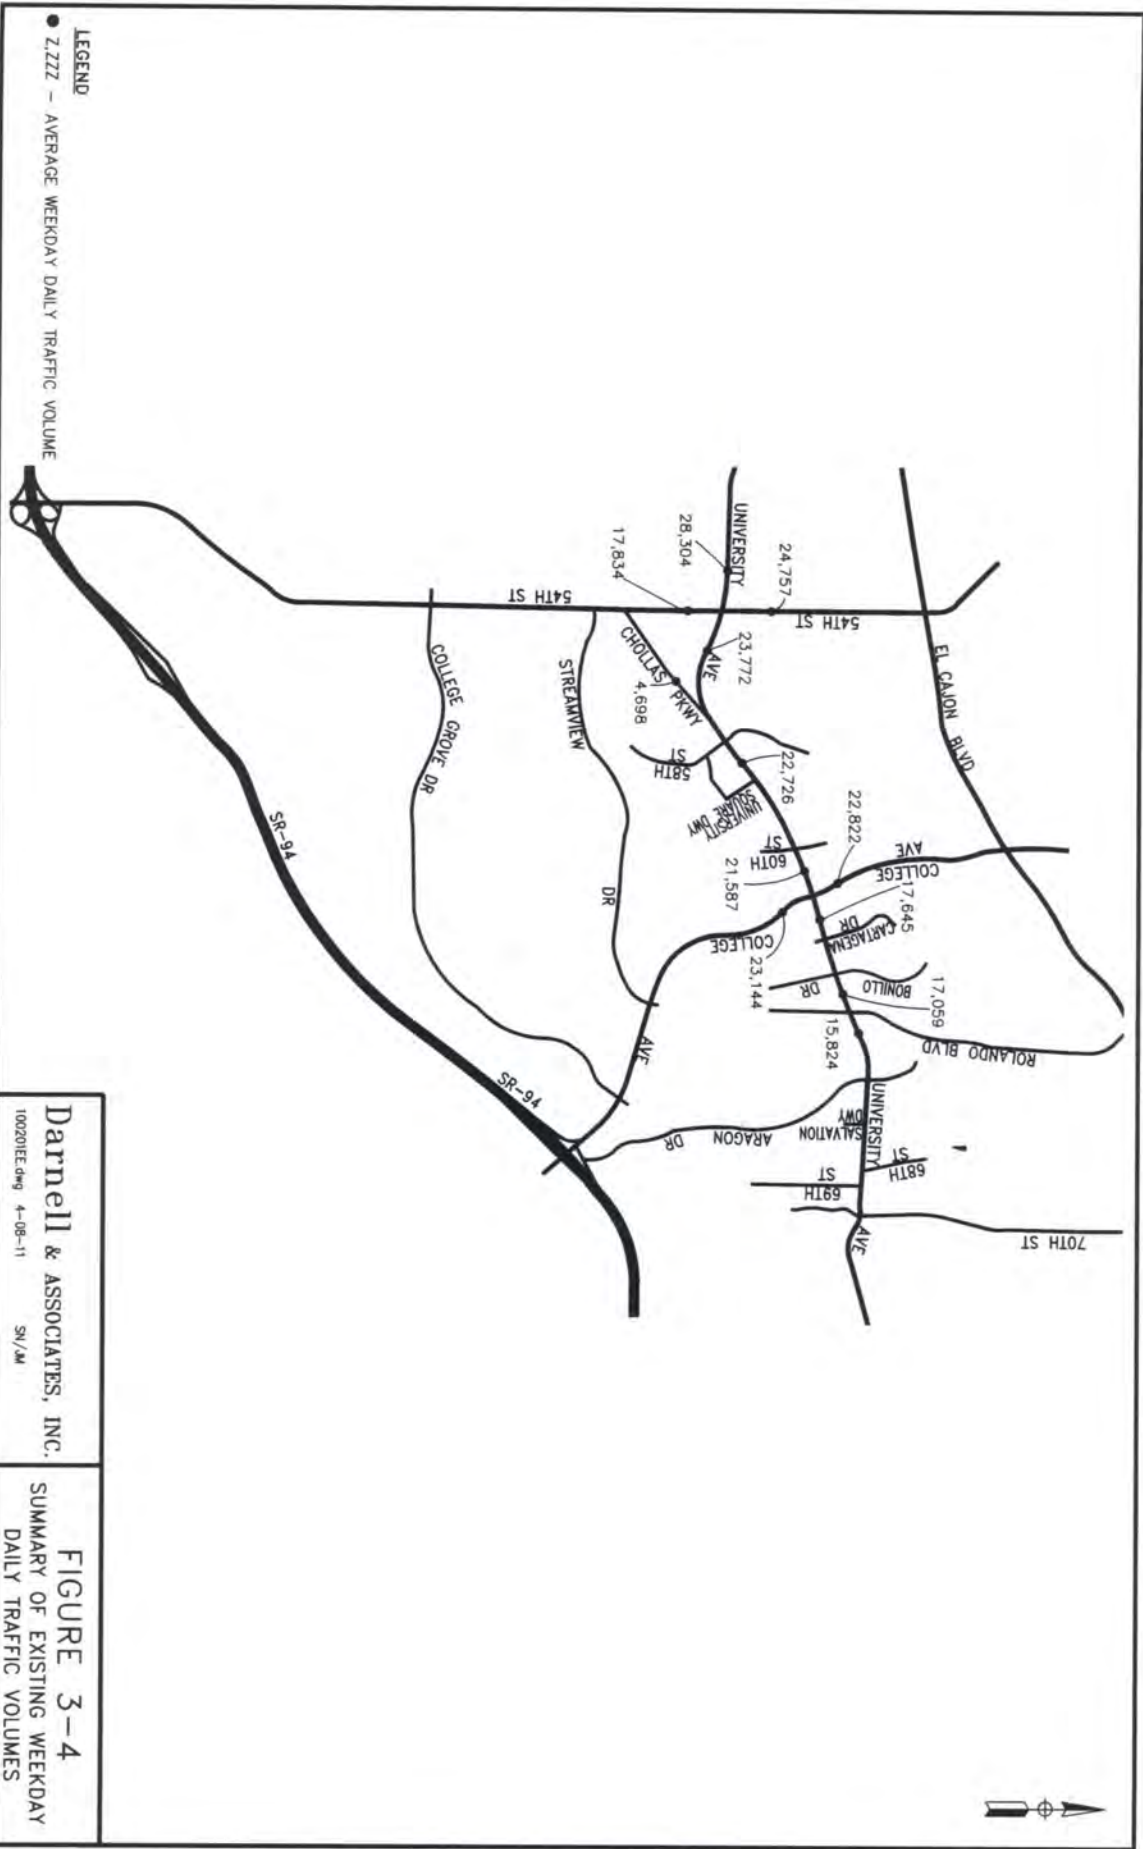 EL CAJON BLVD
70TH ST
54TH ST
24,757
UNIVERSITY
28,304
AVE
23,772
17,834
CHOLLAS PKWY
4,698
54TH ST
58TH
ST
22,726
UNIVERSITY
SQUARE DWY
60TH
ST
21,587
22,822
COLLEGE
AVE
17,645
CARTAGENA
DR
COLLEGE
23,144
BONILLO
DR
17,059
15,824
ROLANDO BLVD
UNIVERSITY
AVE
SALVATION
DWY
68TH
ST
69TH
ST
ARAGON DR
STREAMVIEW
DR
AVE
COLLEGE GROVE DR
SR-94
SR-94
LEGEND
Z,ZZZ - AVERAGE WEEKDAY DAILY TRAFFIC VOLUME
Darnell & ASSOCIATES, INC.
100201EE.dwg 4-08-11 SN/JM
FIGURE 3-4
SUMMARY OF EXISTING WEEKDAY
DAILY TRAFFIC VOLUMES